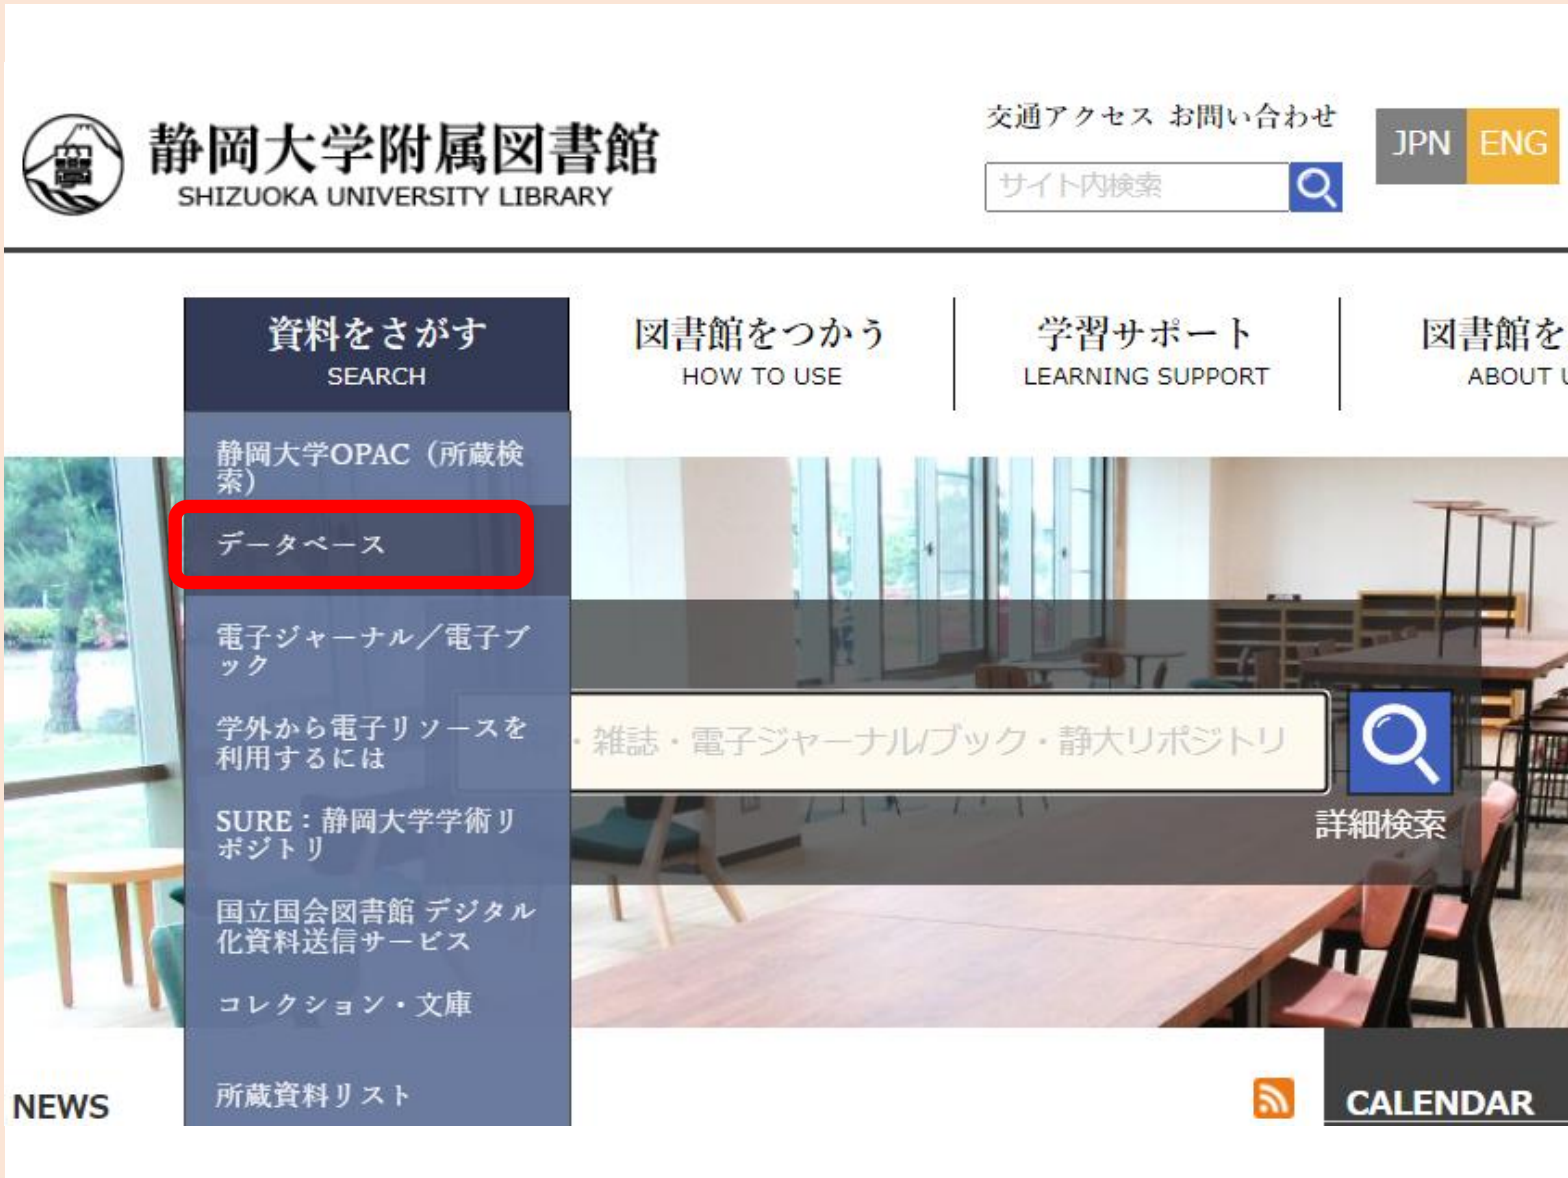 静岡大学附属図書館
SHIZUOKA UNIVERSITY LIBRARY
交通アクセス お問い合わせ
サイト内検索
JPN ENG
資料をさがす
SEARCH
図書館をつかう
HOW TO USE
学習サポート
LEARNING SUPPORT
図書館を
ABOUT
静岡大学OPAC（所蔵検
索）
データベース
電子ジャーナル／電子ブ
ック
学外から電子リソースを
利用するには
SURE：静岡大学学術リ
ポジトリ
国立国会図書館 デジタル
化資料送信サービス
コレクション・文庫
所蔵資料リスト
・雑誌・電子ジャーナル/ブック・静大リポジトリ
詳細検索
NEWS
CALENDAR